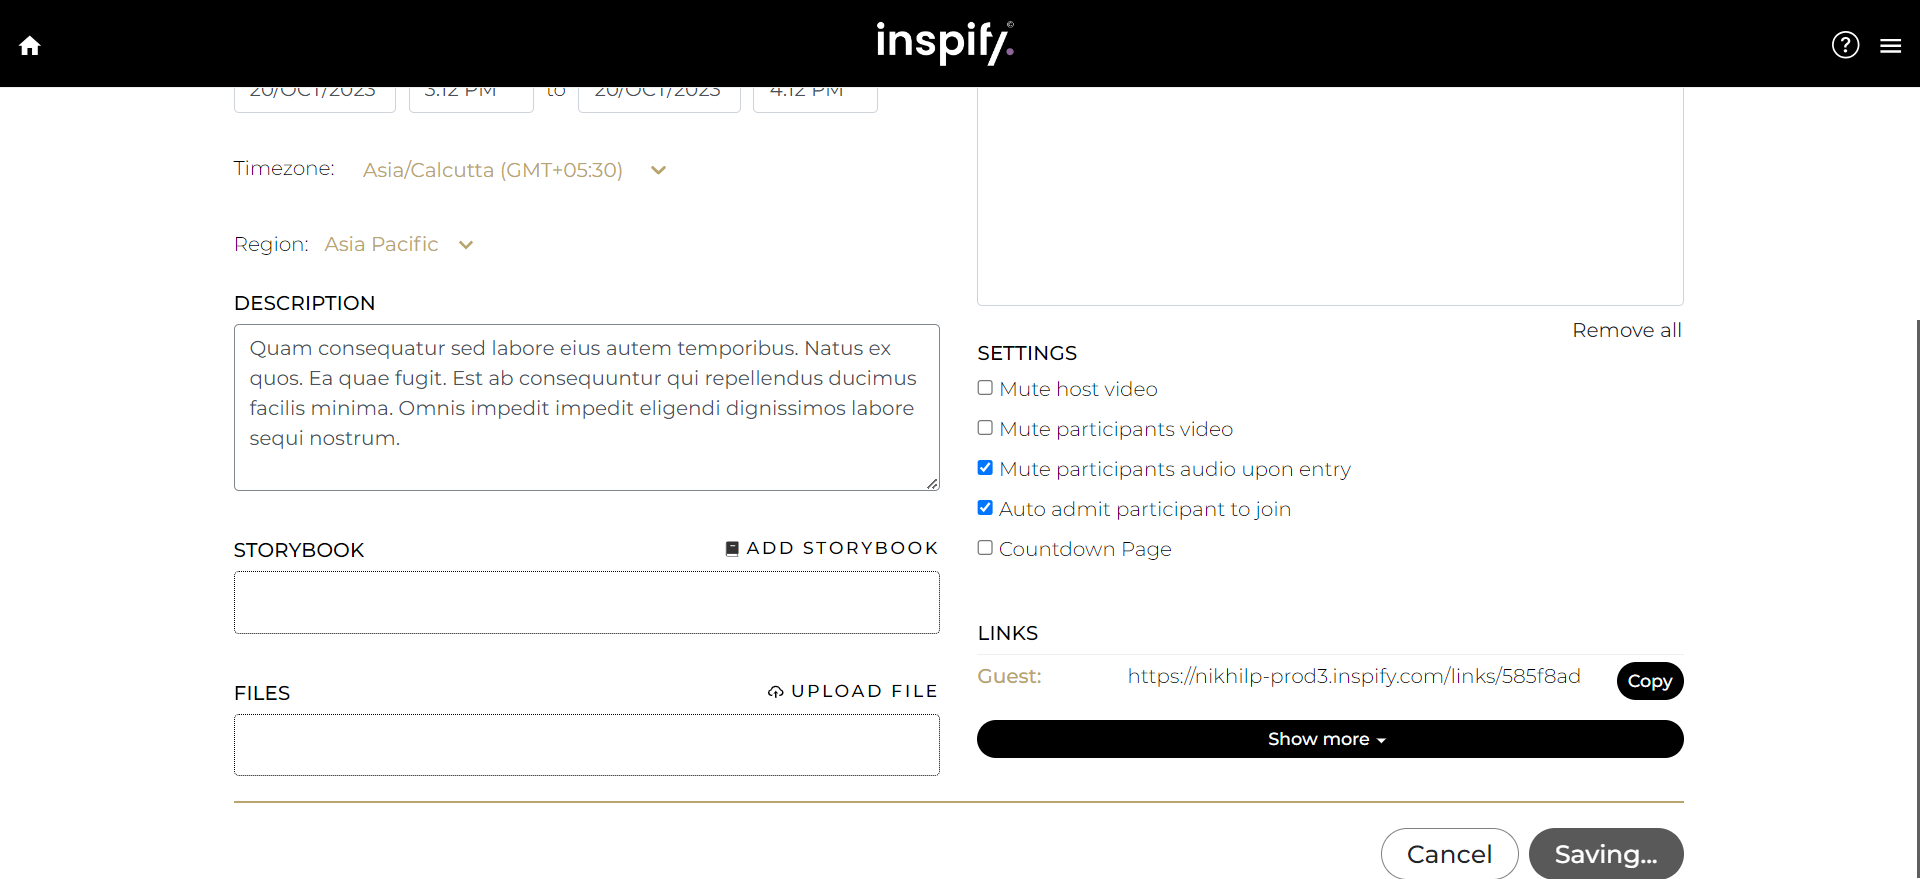 inspify.
©
?
20/OCT/2023 3:12 PM to 20/OCT/2023 4:12 PM
Timezone: Asia/Calcutta (GMT+05:30)
Region: Asia Pacific
DESCRIPTION
Quam consequatur sed labore eius autem temporibus. Natus ex
quos. Ea quae fugit. Est ab consequuntur qui repellendus ducimus
facilis minima. Omnis impedit impedit eligendi dignissimos labore
sequi nostrum.
STORYBOOK ADD STORYBOOK
FILES UPLOAD FILE
Remove all
SETTINGS
Mute host video
Mute participants video
Mute participants audio upon entry
Auto admit participant to join
Countdown Page
LINKS
Guest: https://nikhilp-prod3.inspify.com/links/585f8ad Copy
Show more
Cancel Saving...